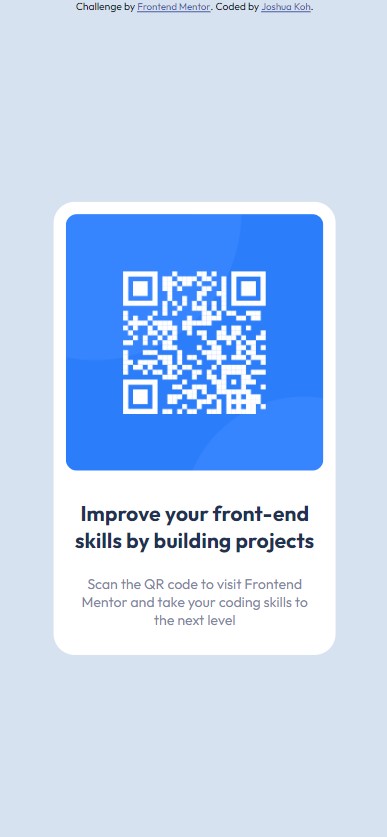 Challenge by Frontend Mentor. Coded by Joshua Koh.
Improve your front-end
skills by building projects
Scan the QR code to visit Frontend
Mentor and take your coding skills to
the next level